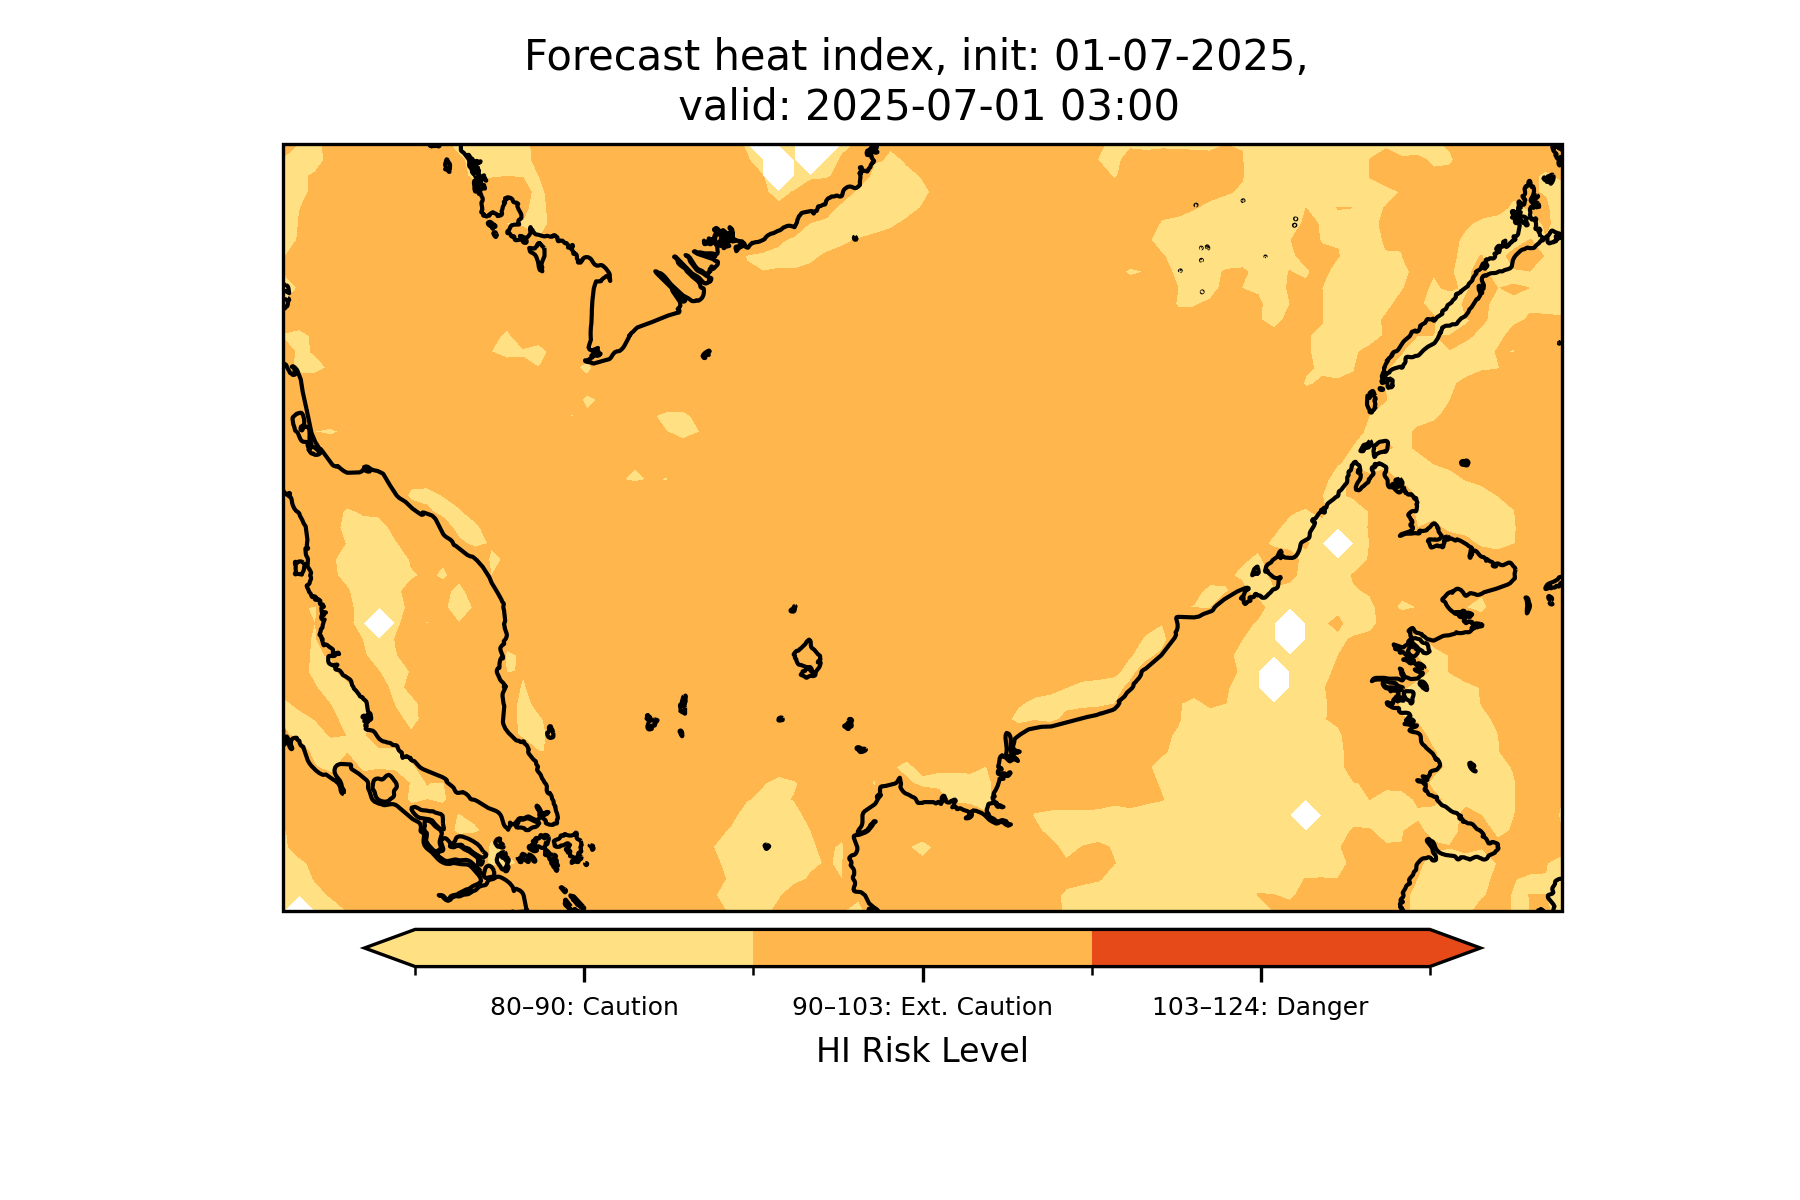 Forecast heat index, init: 01-07-2025,
valid: 2025-07-01 03:00
80–90: Caution
90–103: Ext. Caution
103–124: Danger
HI Risk Level